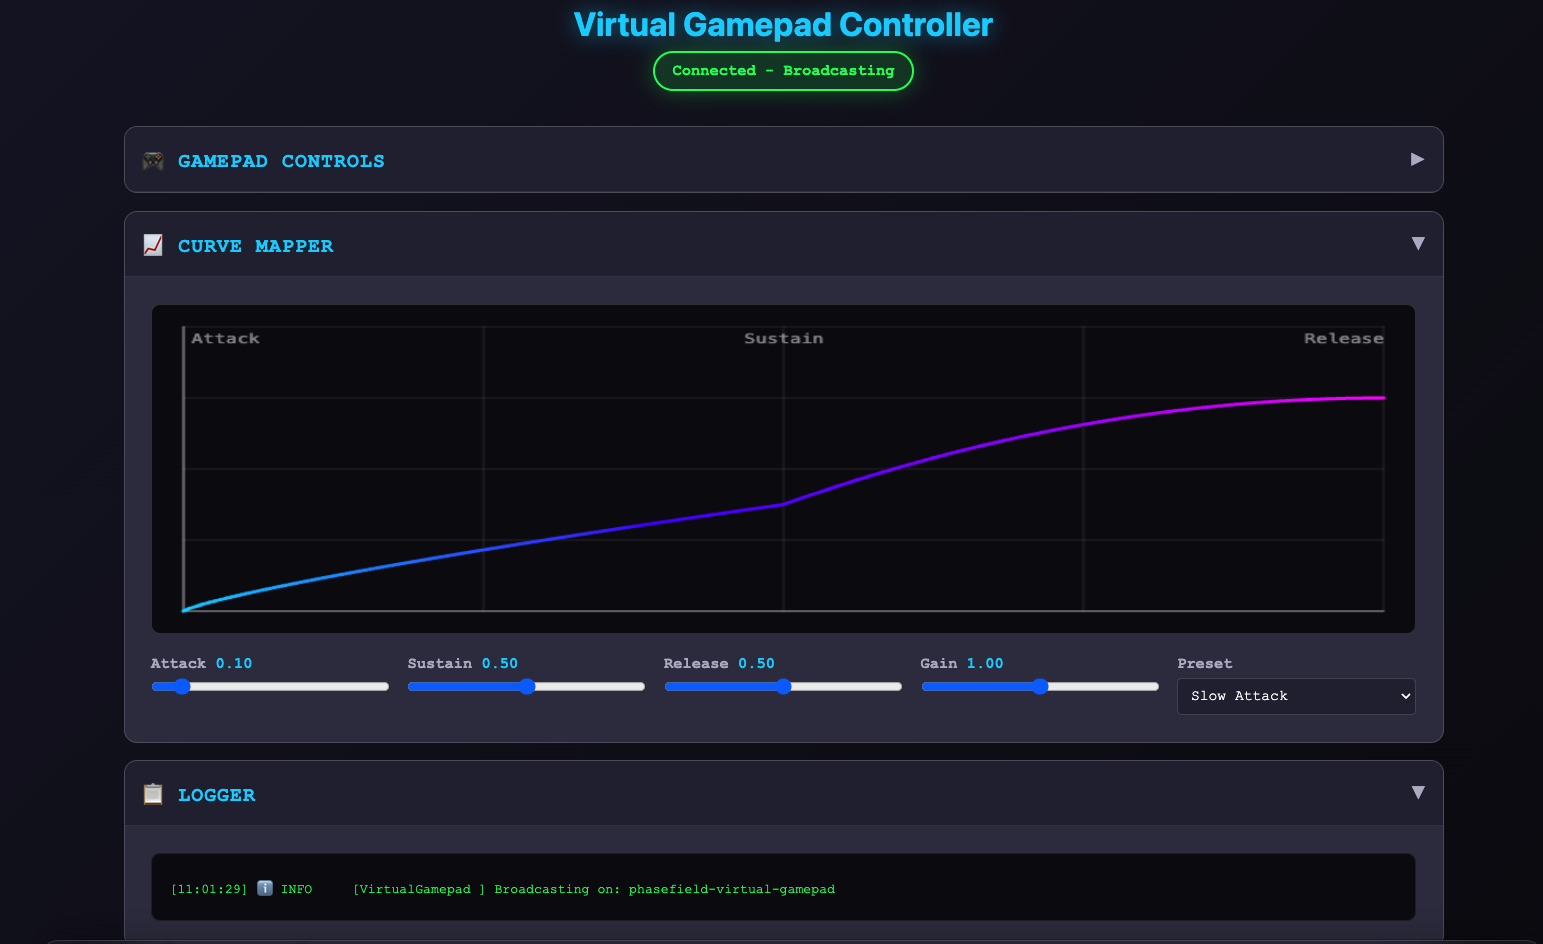 Virtual Gamepad Controller
Connected - Broadcasting
GAMEPAD CONTROLS
CURVE MAPPER
Attack Sustain Release
Attack 0.10 Sustain 0.50 Release 0.50 Gain 1.00 Preset
Slow Attack
LOGGER
[11:01:29] ℹ️ INFO [VirtualGamepad ] Broadcasting on: phasefield-virtual-gamepad